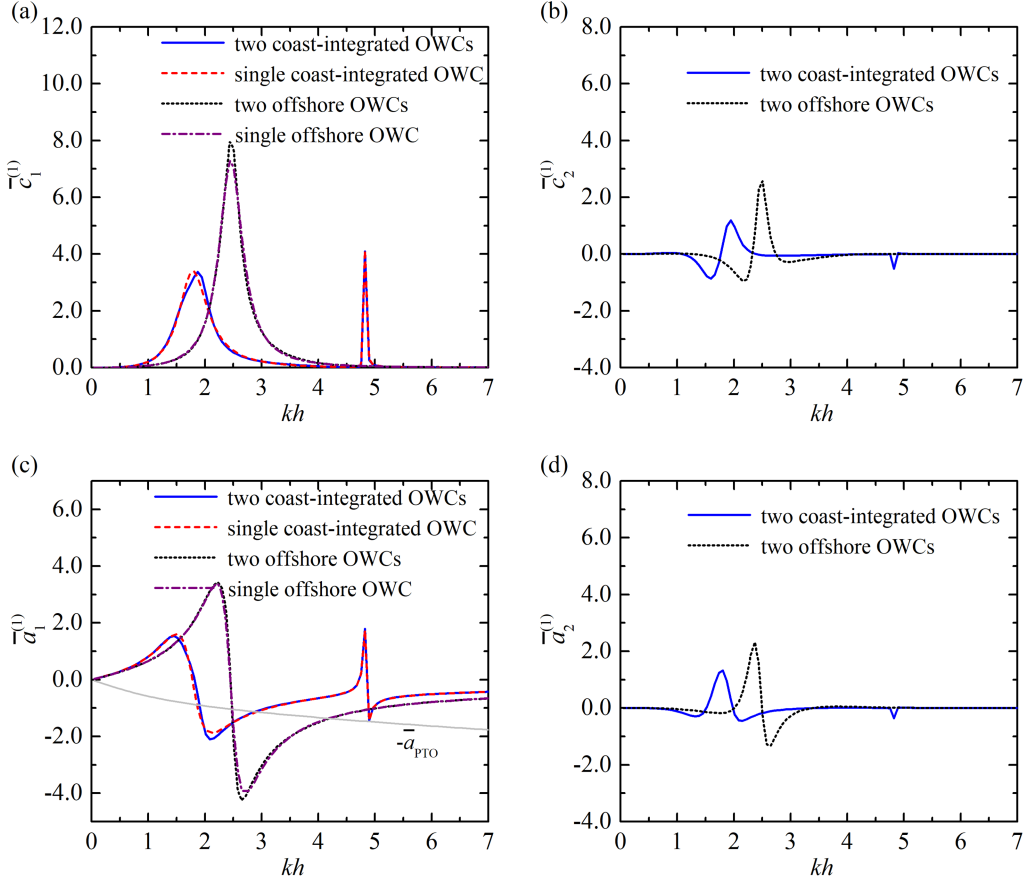 (a)
12.0
10.0
8.0
6.0
4.0
2.0
0.0
c̅₁⁽¹⁾
two coast-integrated OWCs
single coast-integrated OWC
two offshore OWCs
single offshore OWC
0 1 2 3 4 5 6 7
kh
(b)
8.0
6.0
4.0
2.0
0.0
-2.0
-4.0
c̅₂⁽¹⁾
two coast-integrated OWCs
two offshore OWCs
0 1 2 3 4 5 6 7
kh
(c)
6.0
4.0
2.0
0.0
-2.0
-4.0
a̅₁⁽¹⁾
two coast-integrated OWCs
single coast-integrated OWC
two offshore OWCs
single offshore OWC
-a̅PTO
0 1 2 3 4 5 6 7
kh
(d)
8.0
6.0
4.0
2.0
0.0
-2.0
-4.0
a̅₂⁽¹⁾
two coast-integrated OWCs
two offshore OWCs
0 1 2 3 4 5 6 7
kh